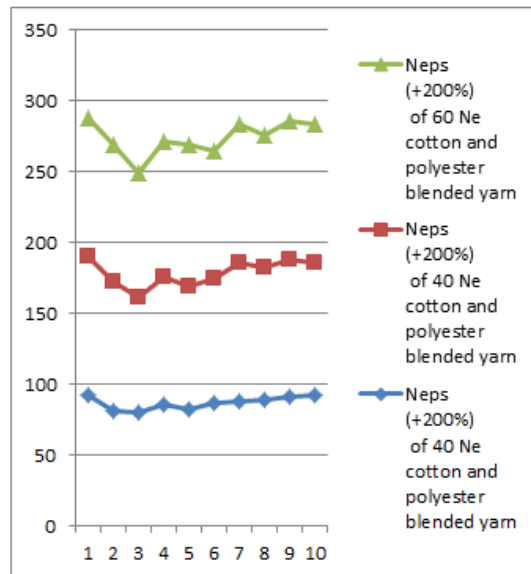 350
300
250
200
150
100
50
0
1 2 3 4 5 6 7 8 9 10
Neps
(+200%)
of 60 Ne
cotton and
polyester
blended yarn
Neps
(+200%)
of 40 Ne
cotton and
polyester
blended yarn
Neps
(+200%)
of 40 Ne
cotton and
polyester
blended yarn